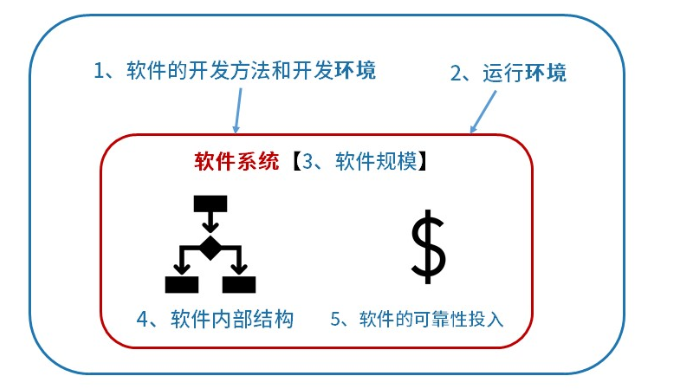 1、软件的开发方法和开发环境
2、运行环境
软件系统【3、软件规模】
4、软件内部结构
5、软件的可靠性投入